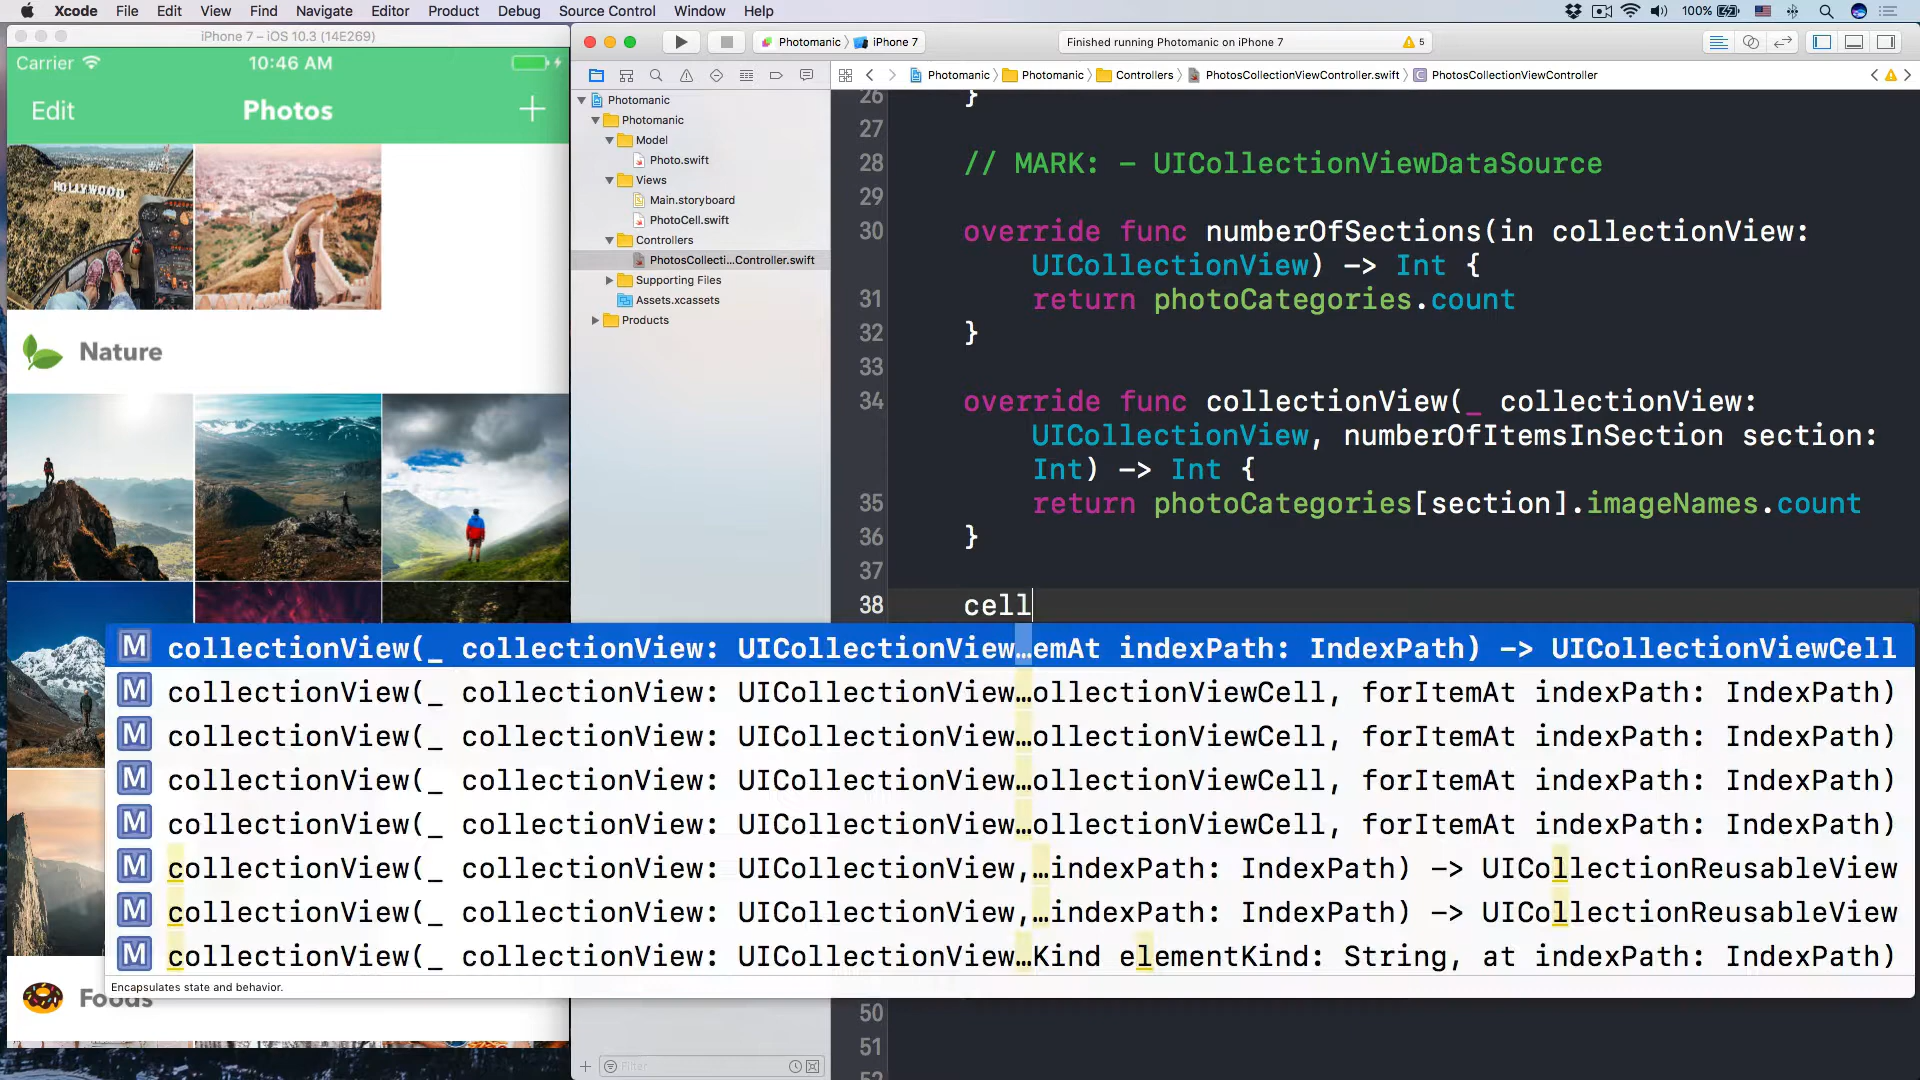 Xcode File Edit View Find Navigate Editor Product Debug Source Control Window Help 100%
iPhone 7 – iOS 10.3 (14E269)
Carrier 10:46 AM
Edit Photos +
HOLLYWOOD
Nature
Foods
Photomanic iPhone 7 Finished running Photomanic on iPhone 7 5
Photomanic Photomanic Controllers PhotosCollectionViewController.swift PhotosCollectionViewController
Photomanic
Photomanic
Model
Photo.swift
Views
Main.storyboard
PhotoCell.swift
Controllers
PhotosCollecti...Controller.swift
Supporting Files
Assets.xcassets
Products
Filter
26 }
27
28 // MARK: – UICollectionViewDataSource
29
30 override func numberOfSections(in collectionView:
UICollectionView) -> Int {
31 return photoCategories.count
32 }
33
34 override func collectionView(_ collectionView:
UICollectionView, numberOfItemsInSection section:
Int) -> Int {
35 return photoCategories[section].imageNames.count
36 }
37
38 cell
M collectionView(_ collectionView: UICollectionView…emAt indexPath: IndexPath) -> UICollectionViewCell
M collectionView(_ collectionView: UICollectionView…ollectionViewCell, forItemAt indexPath: IndexPath)
M collectionView(_ collectionView: UICollectionView…ollectionViewCell, forItemAt indexPath: IndexPath)
M collectionView(_ collectionView: UICollectionView…ollectionViewCell, forItemAt indexPath: IndexPath)
M collectionView(_ collectionView: UICollectionView…ollectionViewCell, forItemAt indexPath: IndexPath)
M collectionView(_ collectionView: UICollectionView,…indexPath: IndexPath) -> UICollectionReusableView
M collectionView(_ collectionView: UICollectionView,…indexPath: IndexPath) -> UICollectionReusableView
M collectionView(_ collectionView: UICollectionView…Kind elementKind: String, at indexPath: IndexPath)
Encapsulates state and behavior.
50
51
52